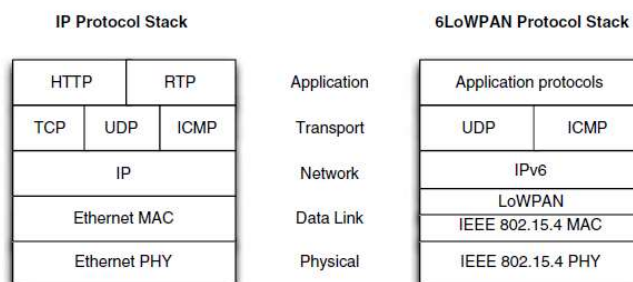 IP Protocol Stack 6LoWPAN Protocol Stack
HTTP RTP Application Application protocols
TCP UDP ICMP Transport UDP ICMP
IP Network IPv6
LoWPAN
Ethernet MAC Data Link
IEEE 802.15.4 MAC
Ethernet PHY Physical IEEE 802.15.4 PHY